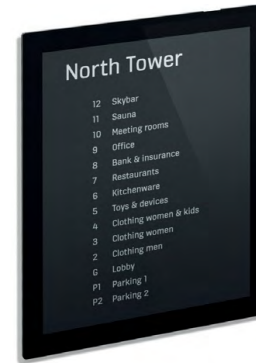 North Tower
12 Skybar
11 Sauna
10 Meeting rooms
9 Office
8 Bank & insurance
7 Restaurants
6 Kitchenware
5 Toys & devices
4 Clothing women & kids
3 Clothing women
2 Clothing men
G Lobby
P1 Parking 1
P2 Parking 2